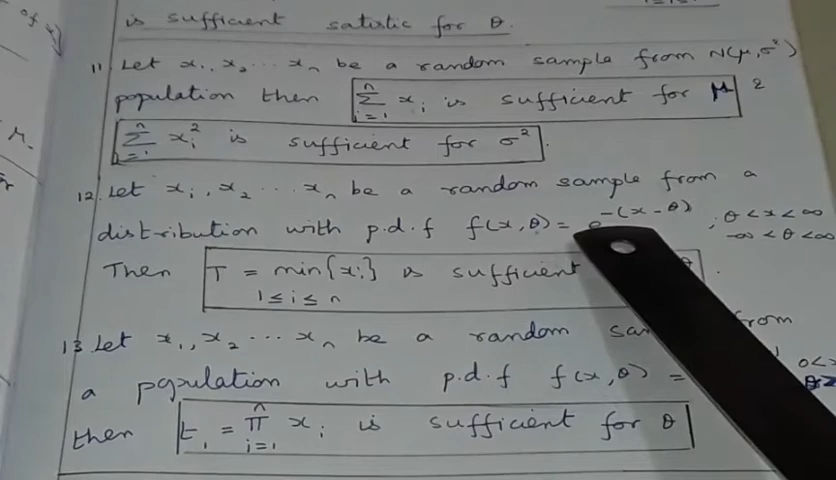 is sufficient satistic for θ.
11. Let x₁, x₂ ... xₙ be a random sample from N(μ, σ²)
population then Σᵢ₌₁ⁿ xᵢ is sufficient for μ &
Σᵢ₌₁ⁿ xᵢ² is sufficient for σ².
12. Let x₁, x₂ ... xₙ be a random sample from a
distribution with p.d.f f(x, θ) = e^-(x-θ) ; θ < x < ∞
-∞ < θ < ∞
Then T = min{xᵢ} is sufficient
1 ≤ i ≤ n
13. Let x₁, x₂ ... xₙ be a random from
a population with p.d.f f(x, θ) =
then t₁ = πᵢ₌₁ⁿ xᵢ is sufficient for θ